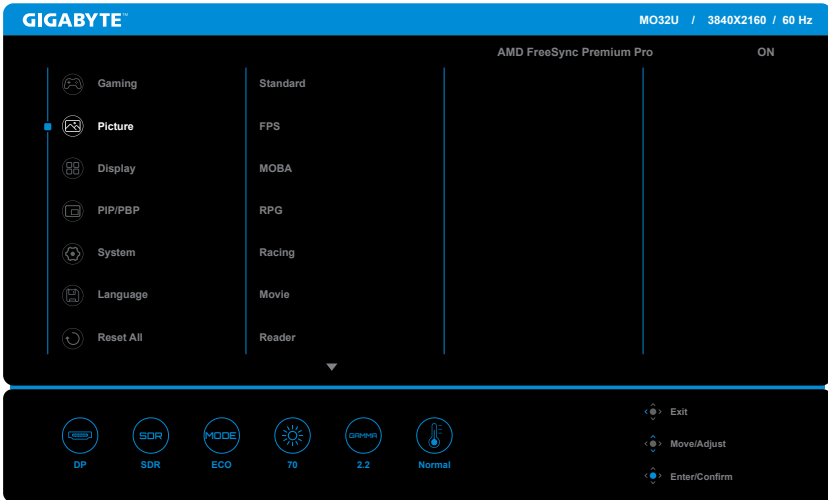 GIGABYTE™
MO32U / 3840X2160 / 60 Hz
AMD FreeSync Premium Pro ON
Gaming
Picture
Display
PIP/PBP
System
Language
Reset All
Standard
FPS
MOBA
RPG
Racing
Movie
Reader
SDR
MODE
GAMMA
DP
SDR
ECO
70
2.2
Normal
Exit
Move/Adjust
Enter/Confirm